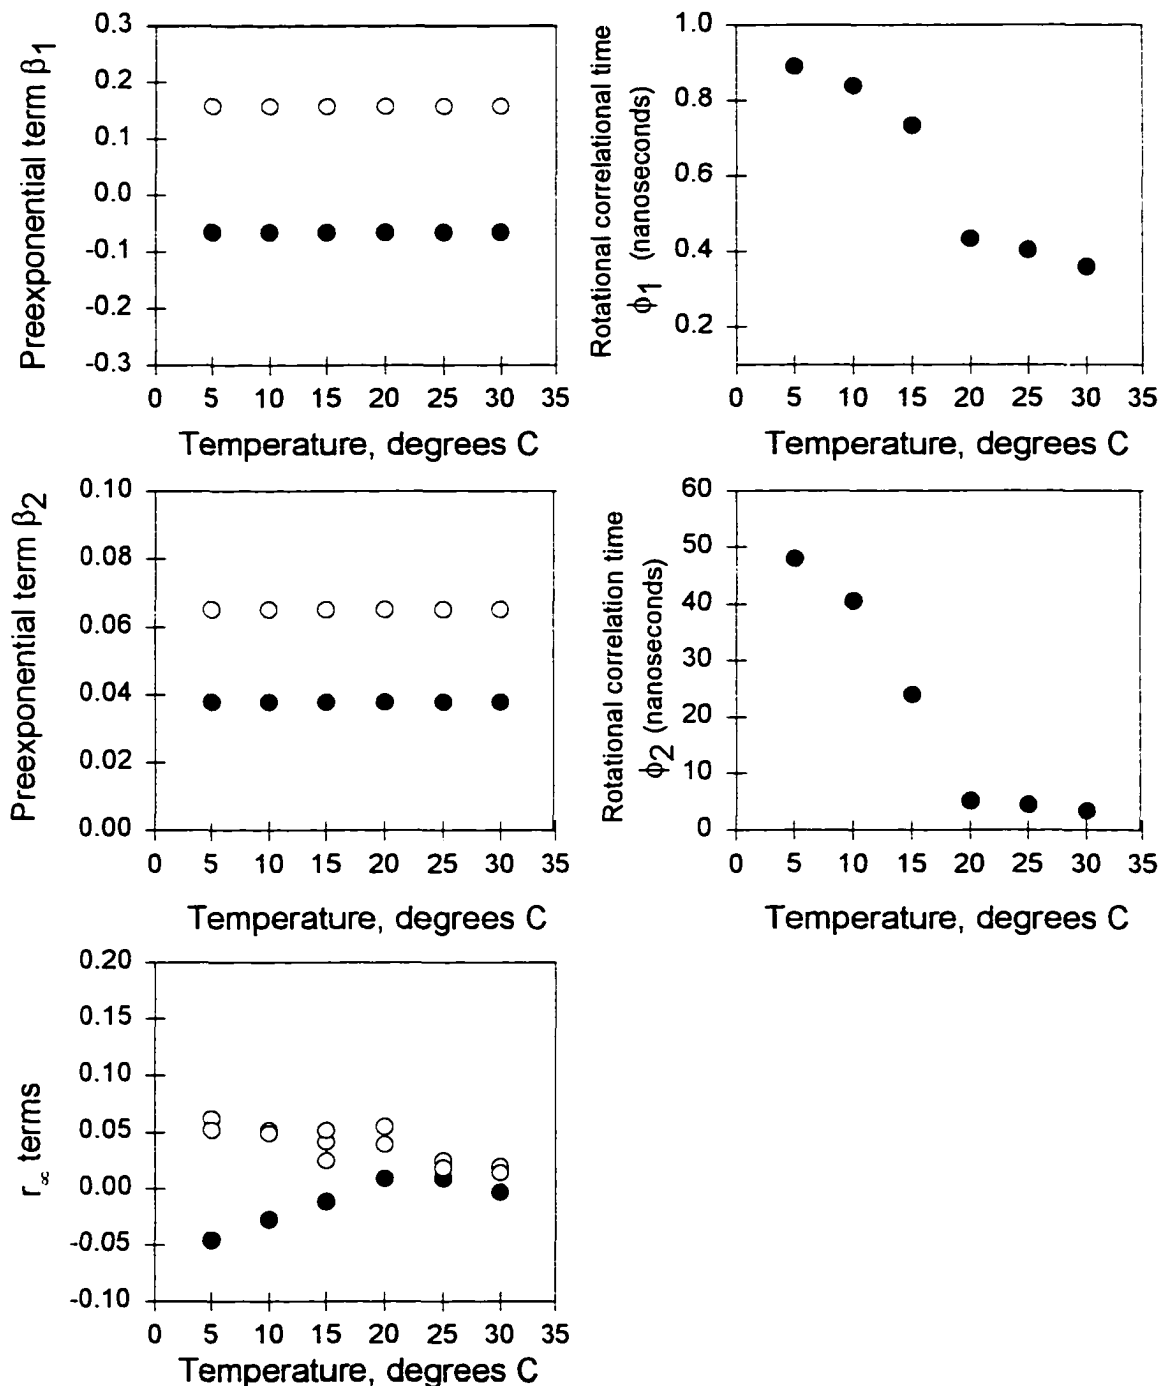 Preexponential term β1
0.3
0.2
0.1
0.0
-0.1
-0.2
-0.3
0 5 10 15 20 25 30 35
Temperature, degrees C
Rotational correlational time
ϕ1 (nanoseconds)
1.0
0.8
0.6
0.4
0.2
0 5 10 15 20 25 30 35
Temperature, degrees C
Preexponential term β2
0.10
0.08
0.06
0.04
0.02
0.00
0 5 10 15 20 25 30 35
Temperature, degrees C
Rotational correlation time
ϕ2 (nanoseconds)
60
50
40
30
20
10
0
0 5 10 15 20 25 30 35
Temperature, degrees C
r∞ terms
0.20
0.15
0.10
0.05
0.00
-0.05
-0.10
0 5 10 15 20 25 30 35
Temperature, degrees C